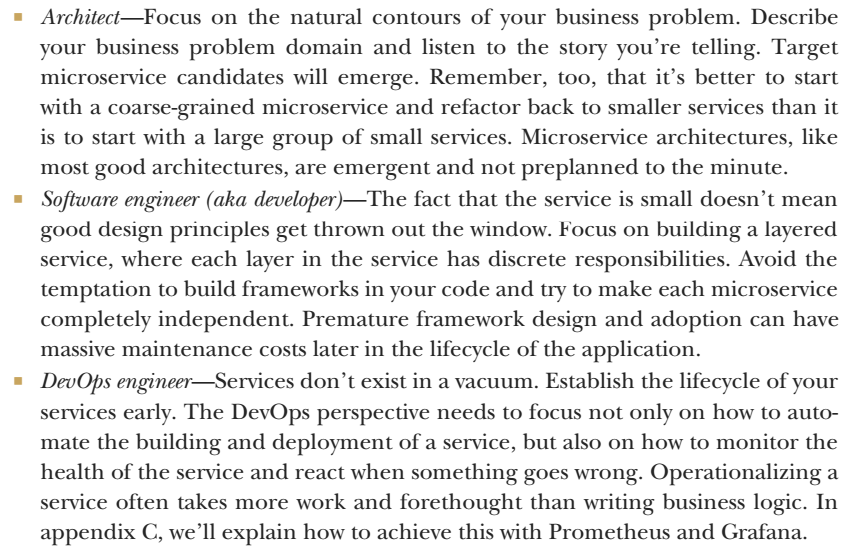 ▪ Architect—Focus on the natural contours of your business problem. Describe
your business problem domain and listen to the story you're telling. Target
microservice candidates will emerge. Remember, too, that it's better to start
with a coarse-grained microservice and refactor back to smaller services than it
is to start with a large group of small services. Microservice architectures, like
most good architectures, are emergent and not preplanned to the minute.
▪ Software engineer (aka developer)—The fact that the service is small doesn't mean
good design principles get thrown out the window. Focus on building a layered
service, where each layer in the service has discrete responsibilities. Avoid the
temptation to build frameworks in your code and try to make each microservice
completely independent. Premature framework design and adoption can have
massive maintenance costs later in the lifecycle of the application.
▪ DevOps engineer—Services don't exist in a vacuum. Establish the lifecycle of your
services early. The DevOps perspective needs to focus not only on how to auto-
mate the building and deployment of a service, but also on how to monitor the
health of the service and react when something goes wrong. Operationalizing a
service often takes more work and forethought than writing business logic. In
appendix C, we'll explain how to achieve this with Prometheus and Grafana.